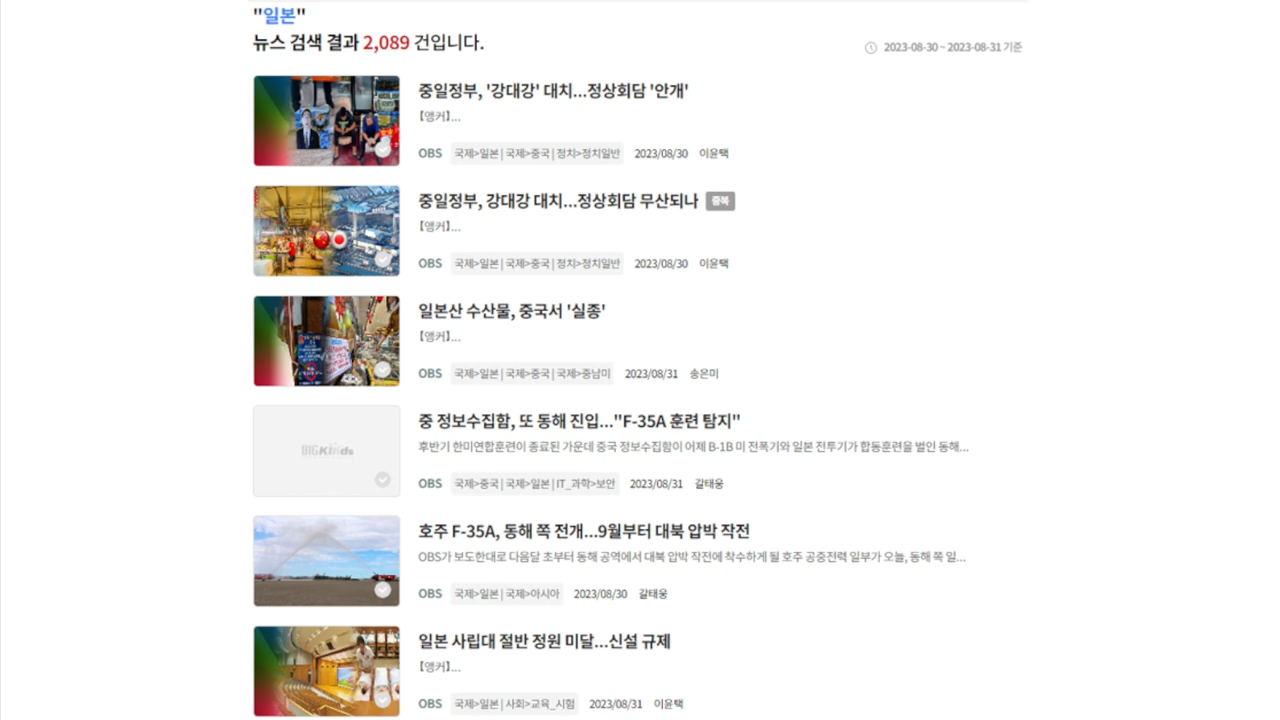 "일본"
뉴스 검색 결과 2,089 건입니다.
2023-08-30 ~ 2023-08-31 기준
중일정부, '강대강' 대치...정상회담 '안개'
【앵커】...
OBS 국제>일본 | 국제>중국 | 정치>정치일반 2023/08/30 이윤택
중일정부, 강대강 대치...정상회담 무산되나 중복
【앵커】...
OBS 국제>일본 | 국제>중국 | 정치>정치일반 2023/08/30 이윤택
일본산 수산물, 중국서 '실종'
【앵커】...
OBS 국제>일본 | 국제>중국 | 국제>중남미 2023/08/31 송은미
중 정보수집함, 또 동해 진입..."F-35A 훈련 탐지"
후반기 한미연합훈련이 종료된 가운데 중국 정보수집함이 어제 B-1B 미 전폭기와 일본 전투기가 합동훈련을 벌인 동해...
BIGKinds
OBS 국제>중국 | 국제>일본 | IT_과학>보안 2023/08/31 갈태웅
호주 F-35A, 동해 쪽 전개...9월부터 대북 압박 작전
OBS가 보도한대로 다음달 초부터 동해 공역에서 대북 압박 작전에 착수하게 될 호주 공중전력 일부가 오늘, 동해 쪽 일...
OBS 국제>일본 | 국제>아시아 2023/08/30 갈태웅
일본 사립대 절반 정원 미달...신설 규제
【앵커】...
OBS 국제>일본 | 사회>교육_시험 2023/08/31 이윤택